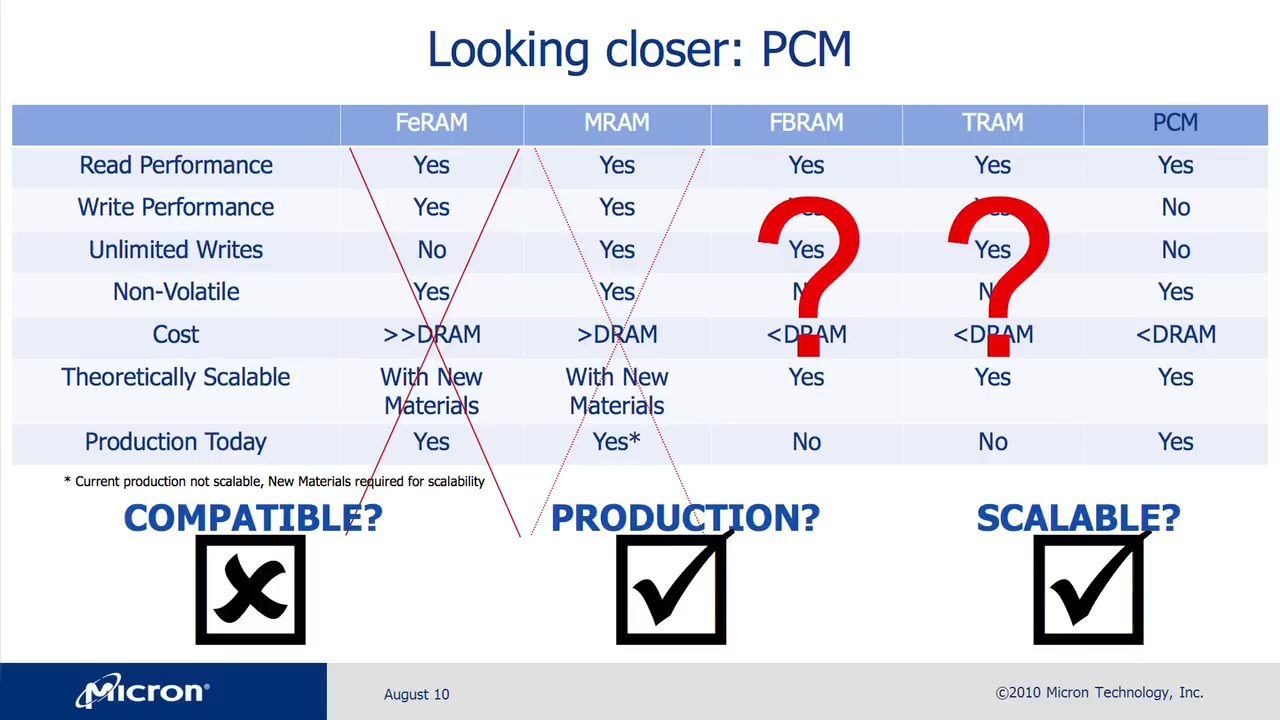 Looking closer: PCM
FeRAM MRAM FBRAM TRAM PCM
Read Performance Yes Yes Yes Yes Yes
Write Performance Yes Yes Yes Yes No
Unlimited Writes No Yes Yes Yes No
Non-Volatile Yes Yes Yes
Cost >>DRAM >DRAM <DRAM <DRAM <DRAM
Theoretically Scalable With New With New Yes Yes Yes
Materials Materials
Production Today Yes Yes* No No Yes
? ?
* Current production not scalable, New Materials required for scalability
COMPATIBLE? PRODUCTION? SCALABLE?
Micron®
August 10
©2010 Micron Technology, Inc.